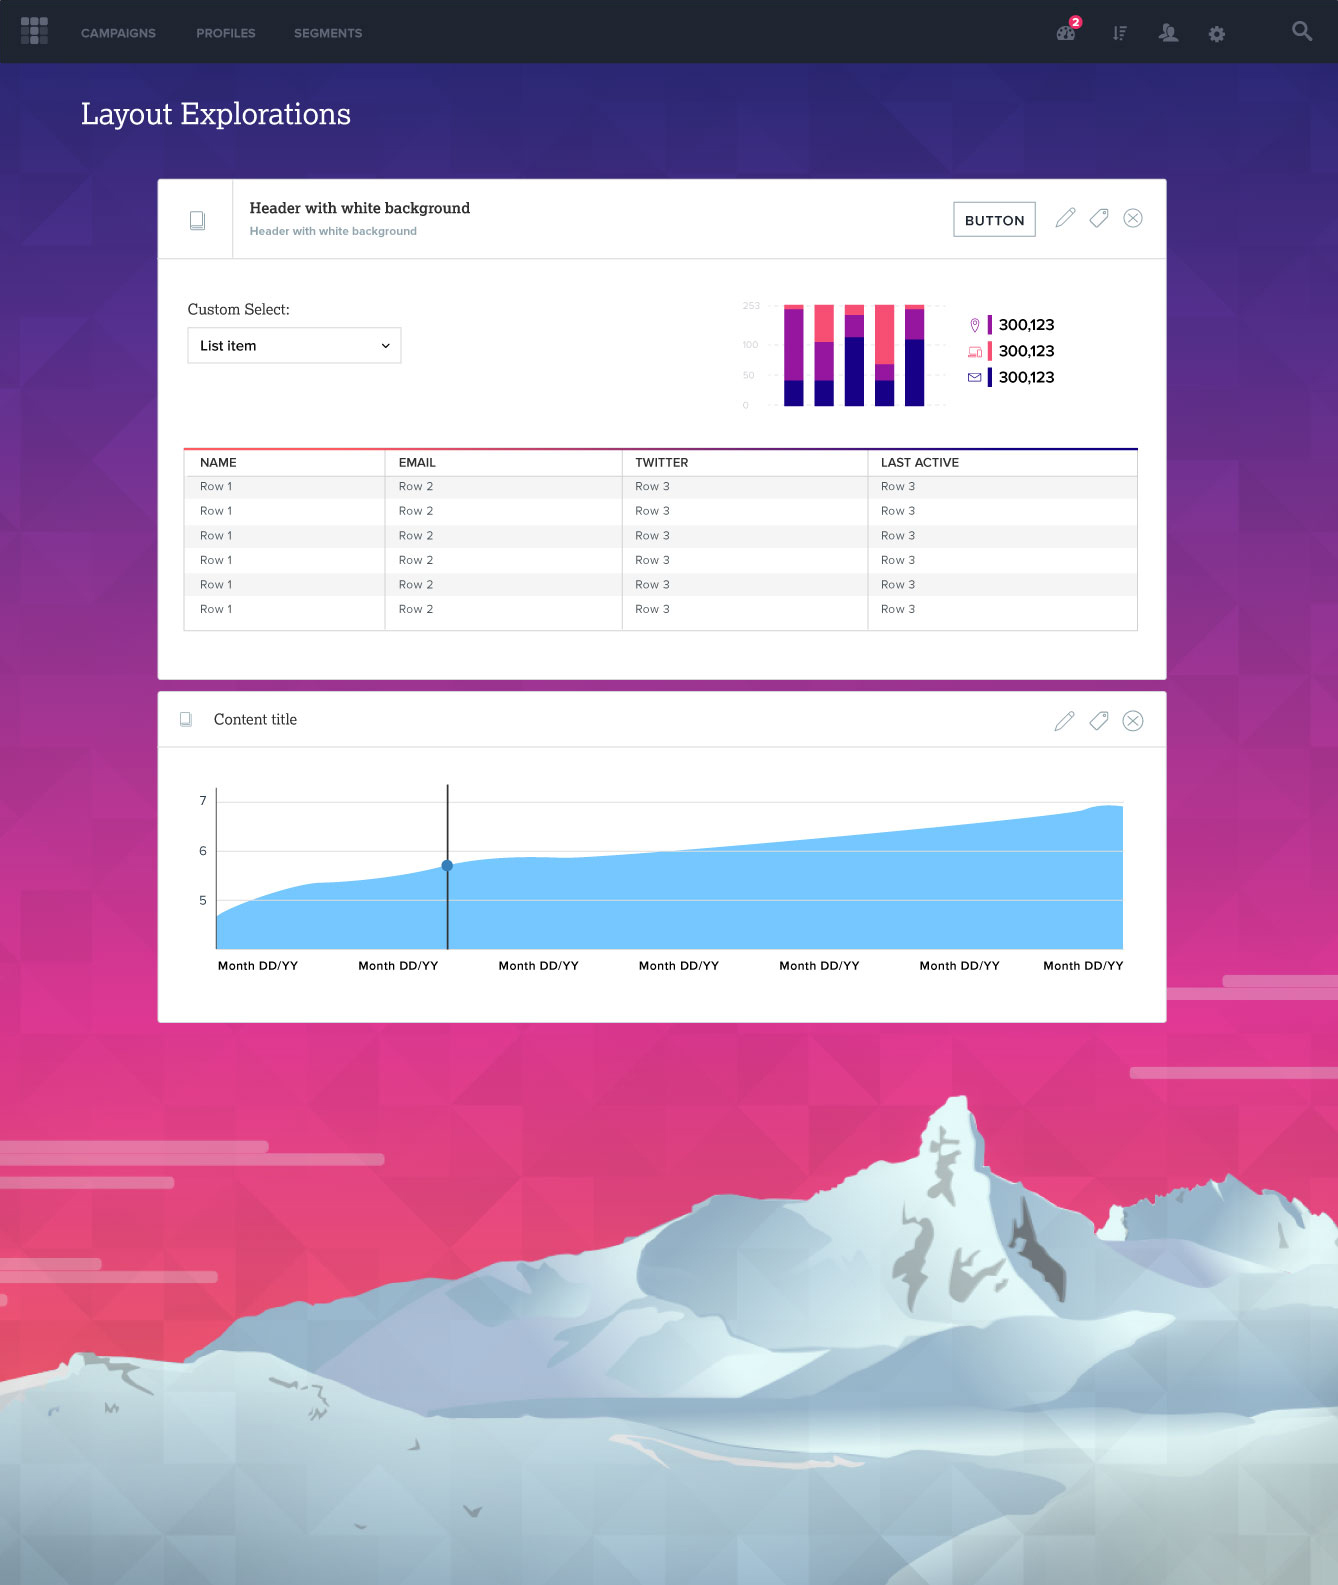 CAMPAIGNS PROFILES SEGMENTS 2
Layout Explorations
Header with white background
Header with white background
BUTTON
Custom Select:
List item
253
100
50
0
300,123
300,123
300,123
NAME EMAIL TWITTER LAST ACTIVE
Row 1 Row 2 Row 3 Row 3
Row 1 Row 2 Row 3 Row 3
Row 1 Row 2 Row 3 Row 3
Row 1 Row 2 Row 3 Row 3
Row 1 Row 2 Row 3 Row 3
Row 1 Row 2 Row 3 Row 3
Content title
7
6
5
Month DD/YY Month DD/YY Month DD/YY Month DD/YY Month DD/YY Month DD/YY Month DD/YY